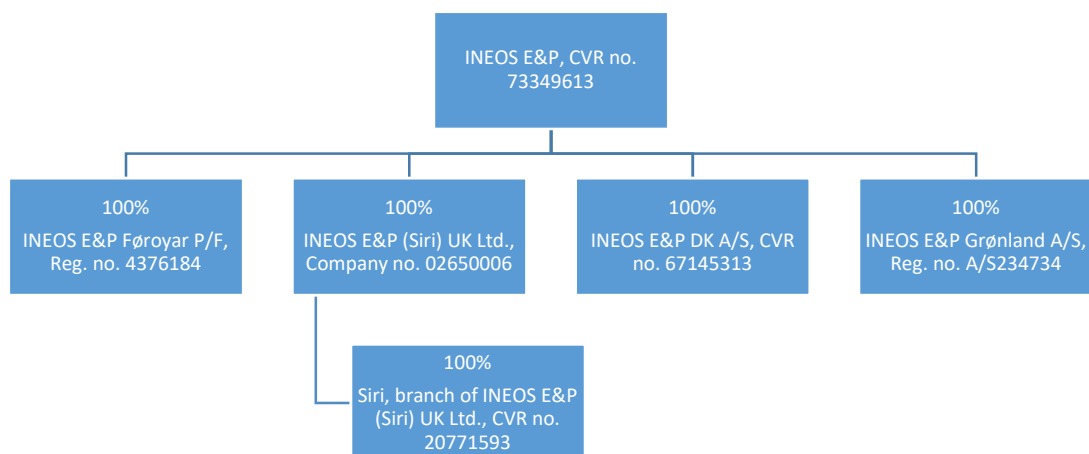 INEOS E&P, CVR no.
73349613
100%
INEOS E&P Føroyar P/F,
Reg. no. 4376184
100%
INEOS E&P (Siri) UK Ltd.,
Company no. 02650006
100%
INEOS E&P DK A/S, CVR
no. 67145313
100%
INEOS E&P Grønland A/S,
Reg. no. A/S234734
100%
Siri, branch of INEOS E&P
(Siri) UK Ltd., CVR no.
20771593